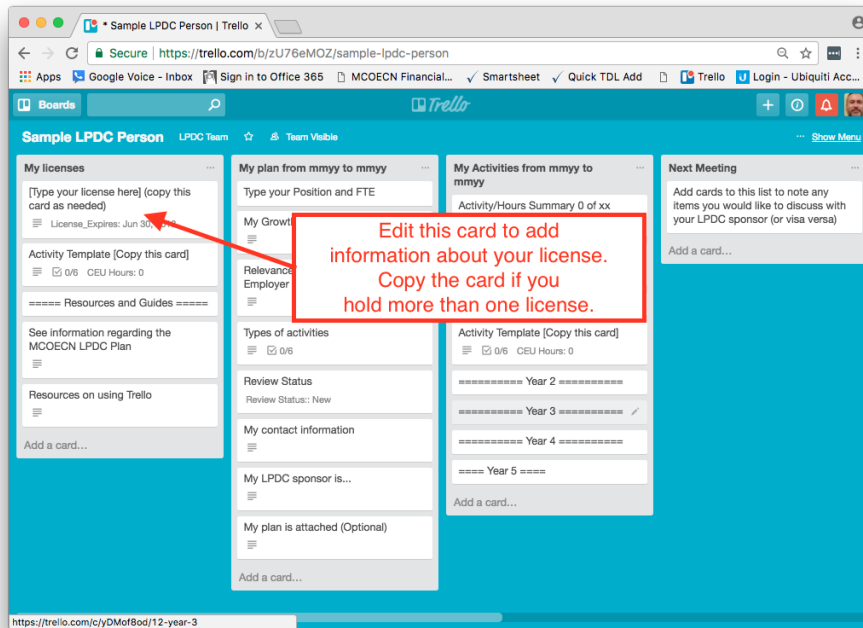 * Sample LPDC Person | Trello ×
Secure | https://trello.com/b/zU76eMOZ/sample-lpdc-person
Apps Google Voice - Inbox Sign in to Office 365 MCOECN Financial... Smartsheet Quick TDL Add Trello Login - Ubiquiti Acc...
Boards
Trello
Sample LPDC Person LPDC Team Team Visible ... Show Menu
My licenses
[Type your license here] (copy this
card as needed)
License_Expires: Jun 30,
Activity Template [Copy this card]
0/6 CEU Hours: 0
===== Resources and Guides =====
See information regarding the
MCOECN LPDC Plan
Resources on using Trello
Add a card...
My plan from mmyy to mmyy
Type your Position and FTE
My Growt
Relevance
Employer
Types of activities
0/6
Review Status
Review Status:: New
My contact information
My LPDC sponsor is...
My plan is attached (Optional)
Add a card...
My Activities from mmyy to
mmyy
Activity/Hours Summary 0 of xx
Activity Template [Copy this card]
0/6 CEU Hours: 0
========== Year 2 ==========
========== Year 3 ==========
========== Year 4 ==========
==== Year 5 ====
Add a card...
Next Meeting
Add cards to this list to note any
items you would like to discuss with
your LPDC sponsor (or visa versa)
Add a card...
Edit this card to add
information about your license.
Copy the card if you
hold more than one license.
https://trello.com/c/yDMof8od/12-year-3